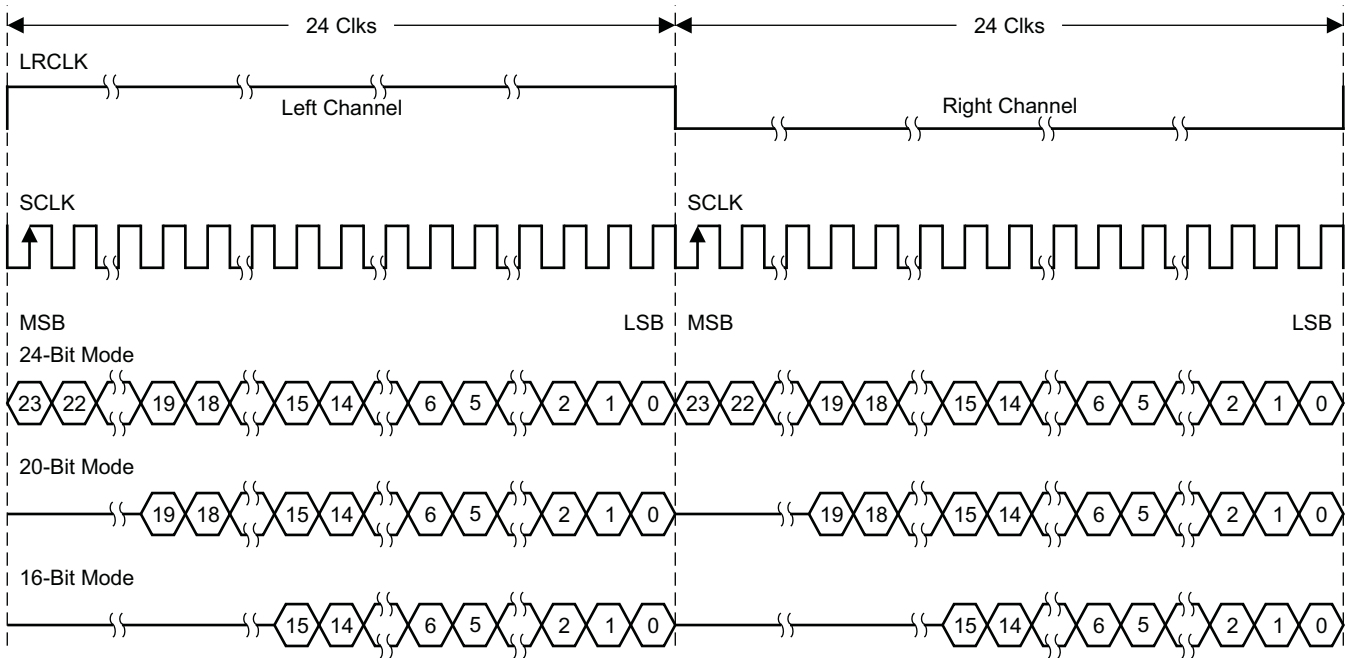 24 Clks 24 Clks
LRCLK
Left Channel Right Channel
SCLK SCLK
MSB LSB MSB LSB
24-Bit Mode
23 22 19 18 15 14 6 5 2 1 0 23 22 19 18 15 14 6 5 2 1 0
20-Bit Mode
19 18 15 14 6 5 2 1 0 19 18 15 14 6 5 2 1 0
16-Bit Mode
15 14 6 5 2 1 0 15 14 6 5 2 1 0